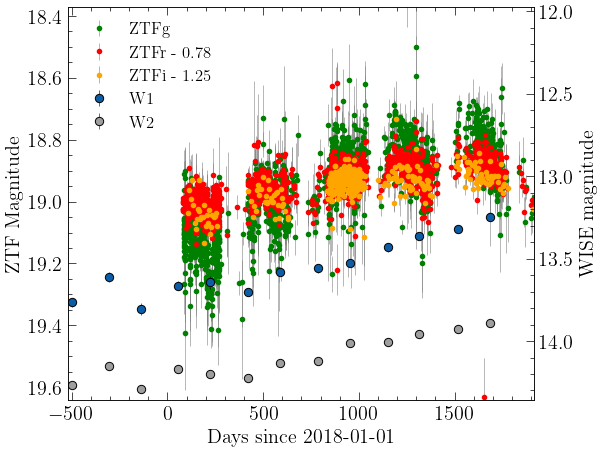 ZTFg
ZTFr - 0.78
ZTFi - 1.25
W1
W2
18.4
18.6
18.8
19.0
19.2
19.4
19.6
ZTF Magnitude
12.0
12.5
13.0
13.5
14.0
WISE magnitude
−500
0
500
1000
1500
Days since 2018-01-01